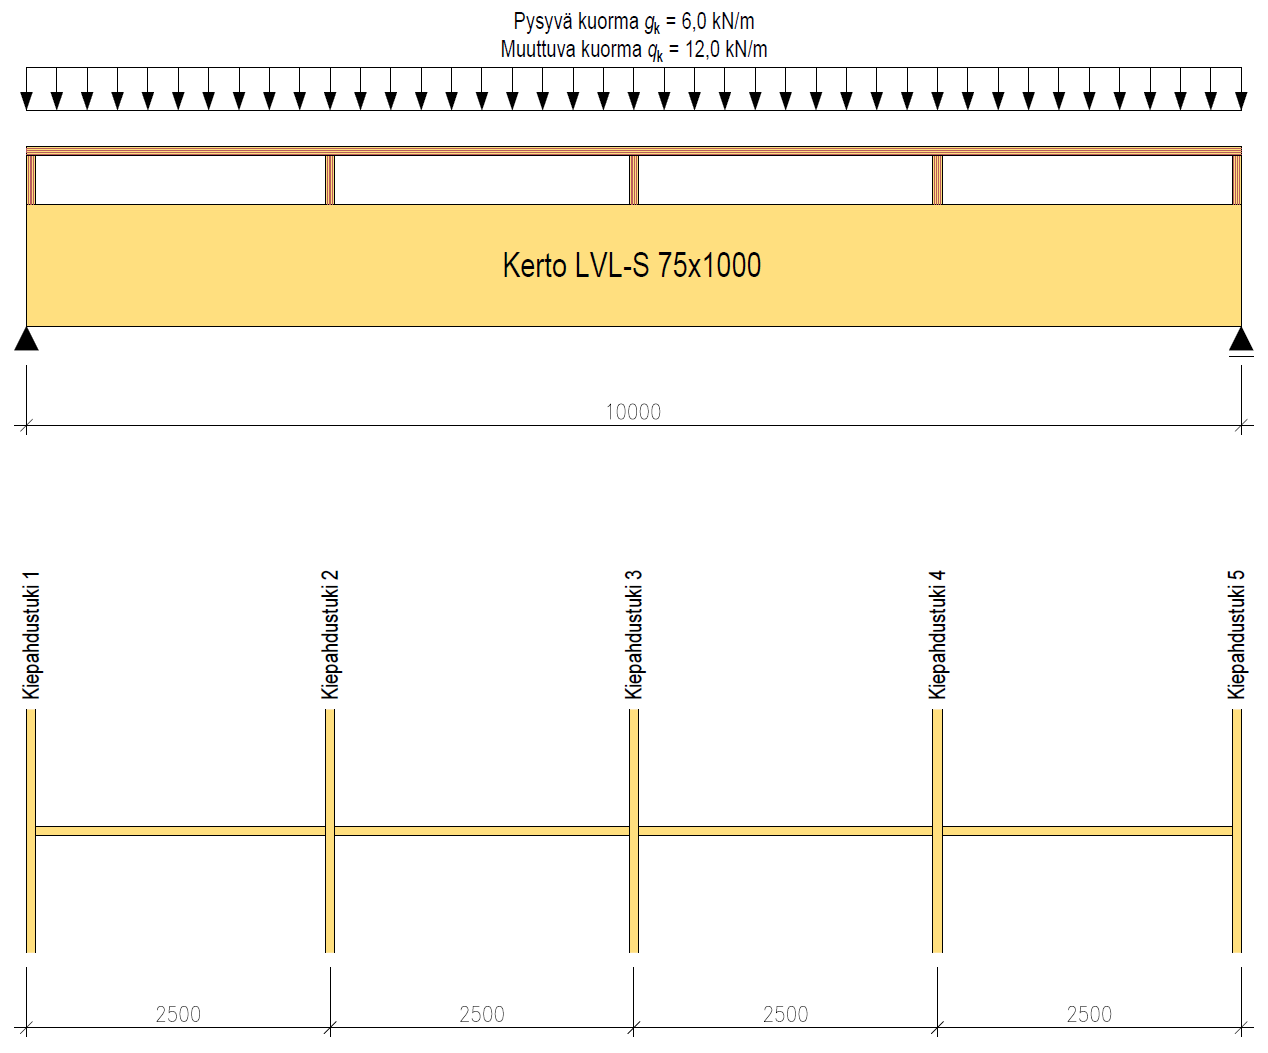 Pysyvä kuorma gk = 6,0 kN/m
Muuttuva kuorma qk = 12,0 kN/m
Kerto LVL-S 75x1000
10000
Kiepahdustuki 1
Kiepahdustuki 2
Kiepahdustuki 3
Kiepahdustuki 4
Kiepahdustuki 5
2500
2500
2500
2500